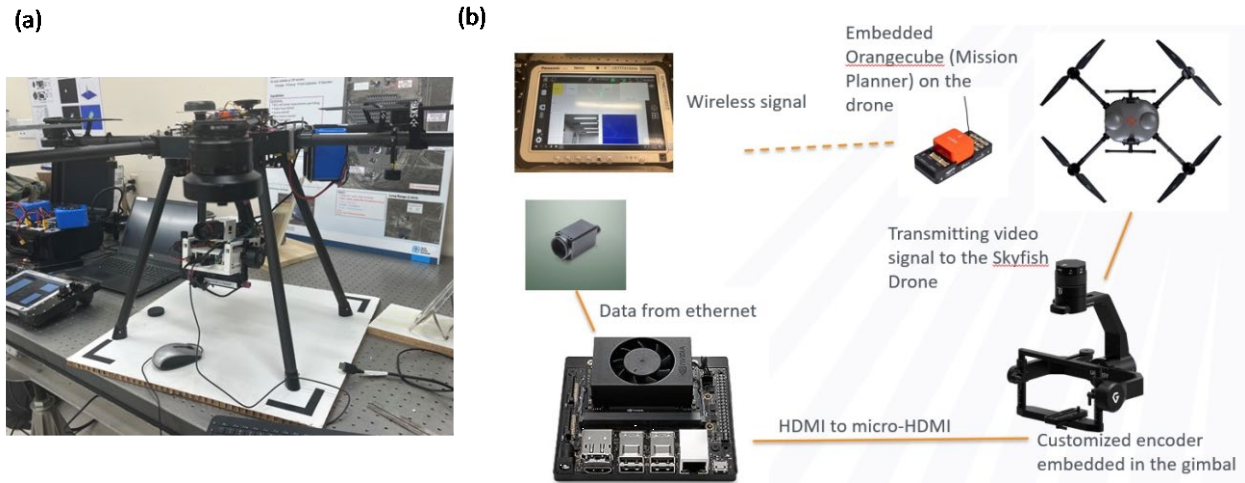 (a)
(b)
Embedded
Orangecube (Mission
Planner) on the
drone
Wireless signal
Transmitting video
signal to the Skyfish
Drone
Data from ethernet
HDMI to micro-HDMI
Customized encoder
embedded in the gimbal